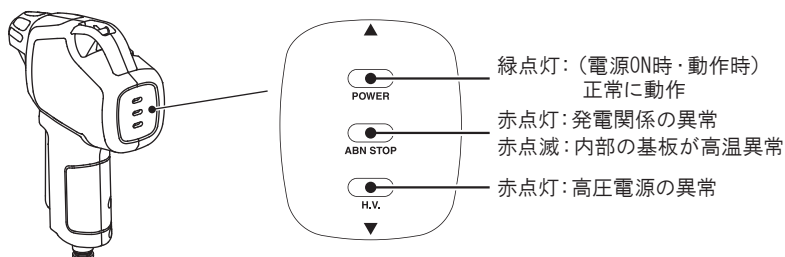 POWER
ABN STOP
H.V.
緑点灯：（電源ON時・動作時）
正常に動作
赤点灯：発電関係の異常
赤点滅：内部の基板が高温異常
赤点灯：高圧電源の異常